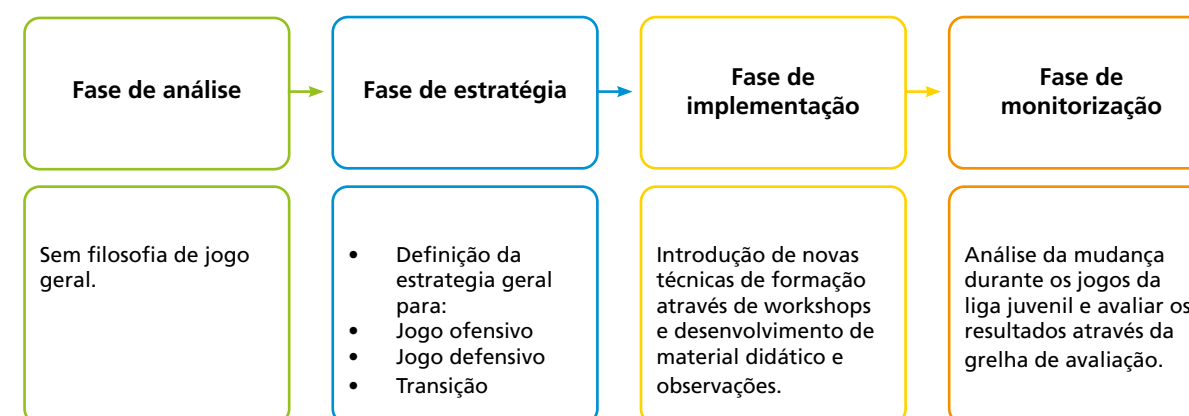 Fase de análise
Fase de estratégia
Fase de
implementação
Fase de
monitorização
Sem filosofia de jogo
geral.
• Definição da
estrategia geral
para:
• Jogo ofensivo
• Jogo defensivo
• Transição
Introdução de novas
técnicas de formação
através de workshops
e desenvolvimento de
material didático e
observações.
Análise da mudança
durante os jogos da
liga juvenil e avaliar os
resultados através da
grelha de avaliação.